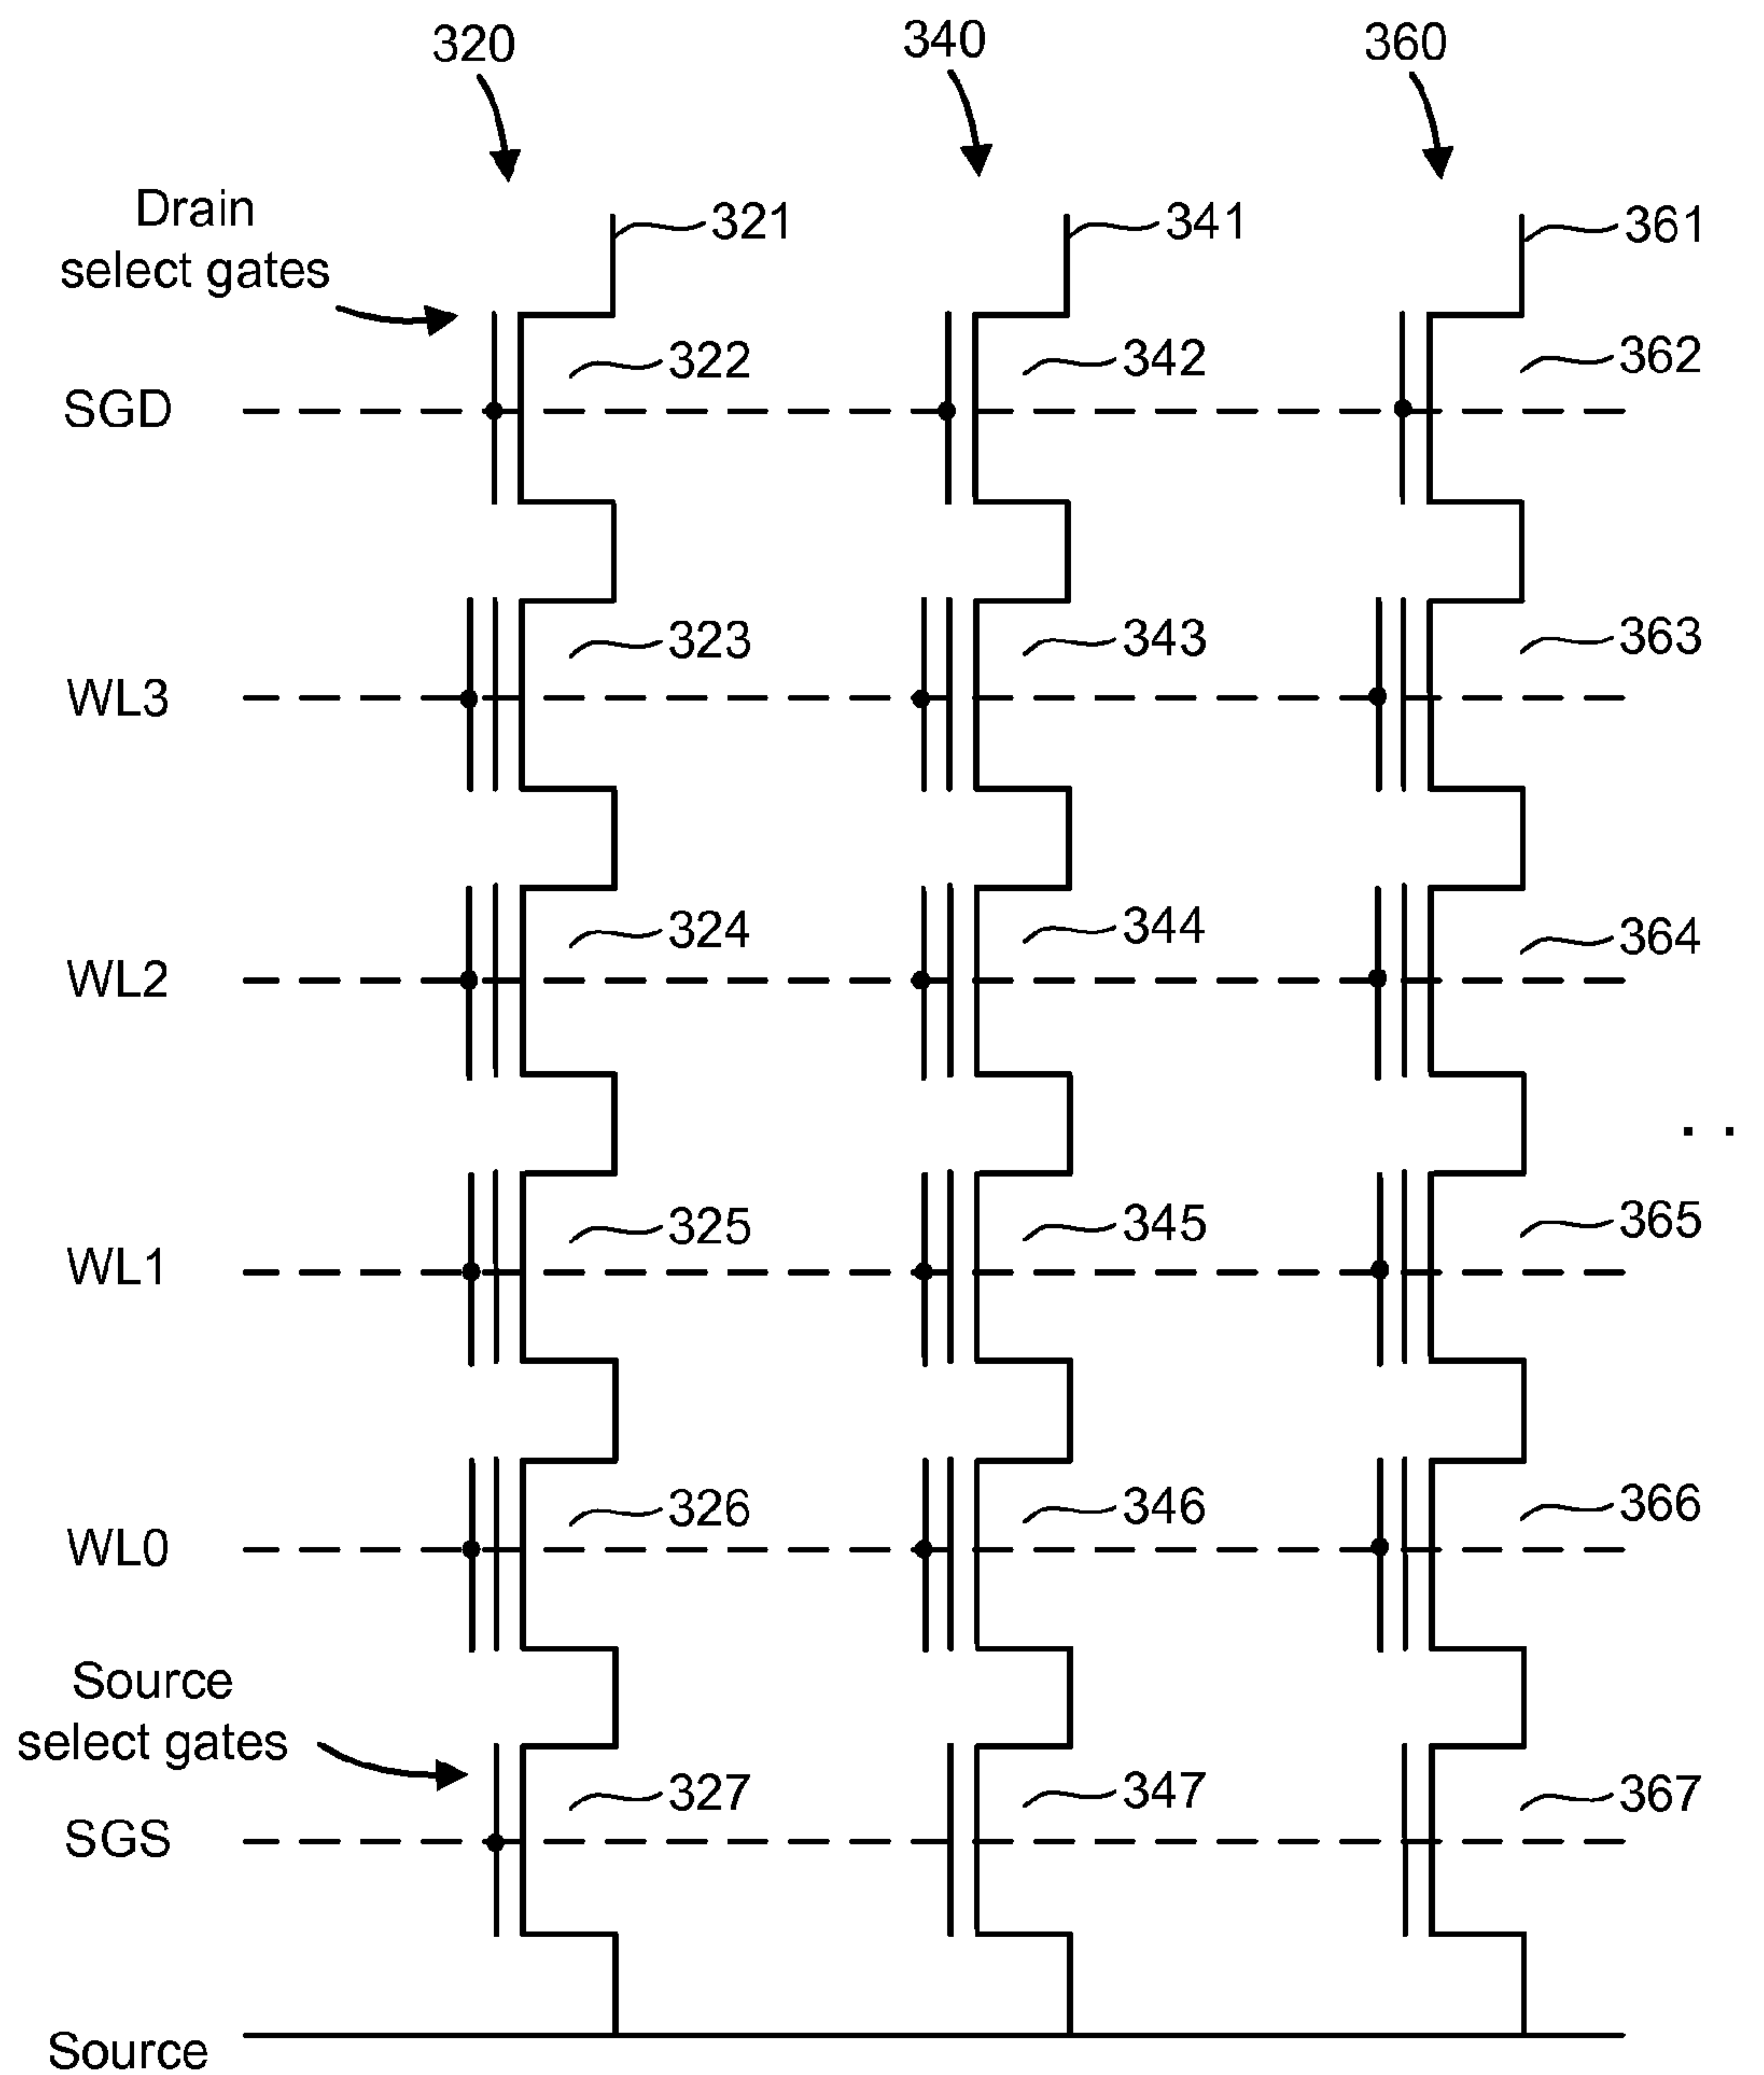 320 340 360
Drain
select gates
321 341 361
322 342 362
SGD
323 343 363
WL3
324 344 364
WL2
. .
325 345 365
WL1
326 346 366
WL0
Source
select gates
327 347 367
SGS
Source